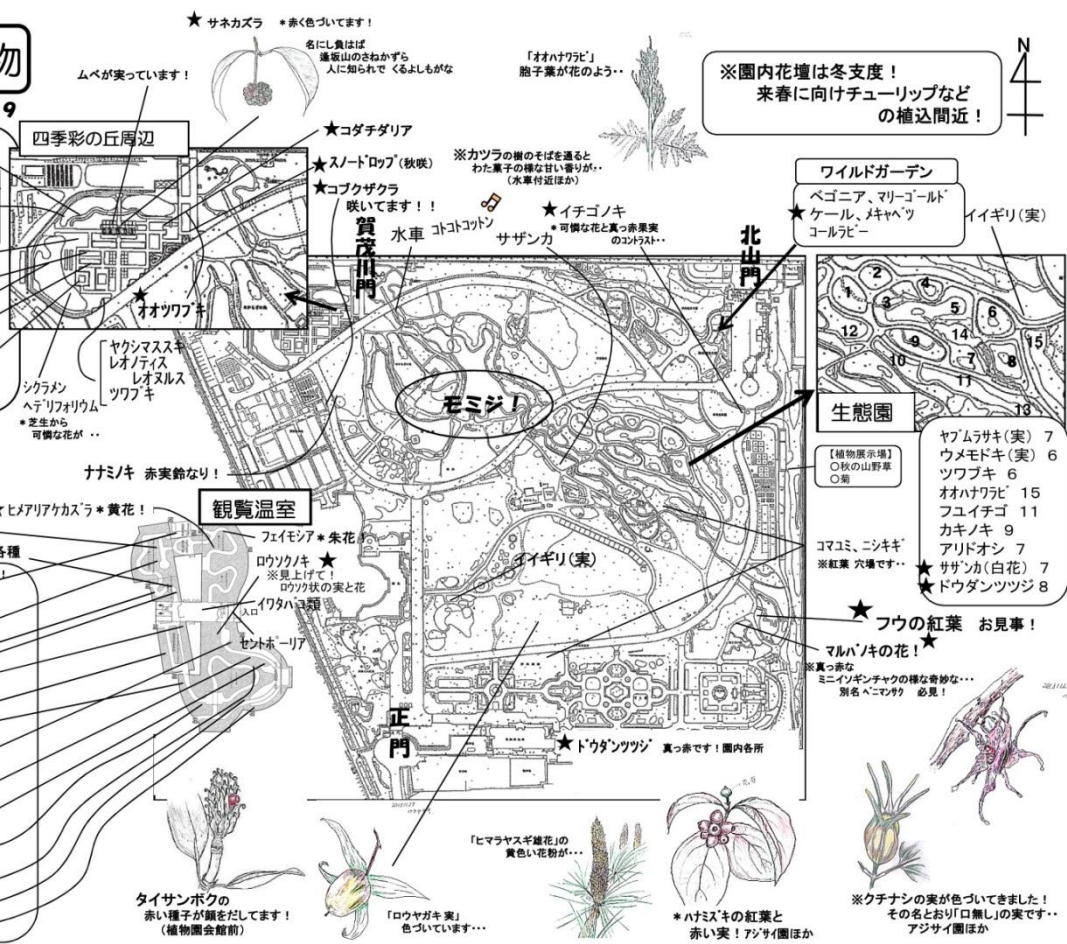 物
9
★ サネカズラ *赤く色づいてます！
名にし負はば
逢坂山のさねかずら
人に知られで くるよしもがな
ムベが実っています！
四季彩の丘周辺
★コダチダリア
★スノードロップ(秋咲)
★コブクザクラ
咲いてます！！
「オオハナワラビ」
胞子葉が花のよう・・
※園内花壇は冬支度！
来春に向けチューリップなど
の植込間近！
N
※カツラの樹のそばを通ると
わた菓子の様な甘い香りが・・
(水車付近ほか)
ワイルドガーデン
ベゴニア、マリーゴールド
★ケール、メキャベツ
コールラビー
イイギリ(実)
賀茂川門
水車 コトコトコットン
サザンカ
★イチゴノキ
*可憐な花と真っ赤果実
のコントラスト・・
北山門
★
オオツワブキ
ヤクシマススキ
レオノティス
レオヌルス
ツワブキ
シクラメン
ヘデリフォリウム
*芝生から
可憐な花が ・・
モミジ！
1
2
3
4
5
6
7
8
9
10
11
12
13
14
15
生態園
【植物展示場】
○秋の山野草
○菊
ヤブムラサキ(実) 7
ウメモドキ(実) 6
ツワブキ 6
オオハナワラビ 15
フユイチゴ 11
カキノキ 9
アリドオシ 7
★ サザンカ(白花) 7
★ドウダンツツジ 8
ナナミノキ 赤実鈴なり！
★ヒメアリアケカズラ*黄花！
観覧温室
フェイモシア*朱花！
各種
！
ロウソクノキ ★
※見上げて！
ロウソク状の実と花
イワタバコ類
入口
セントポーリア
イイギリ(実)
コマユミ、ニシキギ
※紅葉 穴場です・・
★ フウの紅葉 お見事！
マルバノキの花！★
※真っ赤な
ミニイソギンチャクの様な奇妙な・・・
別名 ベニマンサク 必見！
正門
★ドウダンツツジ 真っ赤です！園内各所
タイサンボクの
赤い種子が顔をだしてます！
(植物園会館前)
「ロウヤガキ 実」
色づいています・・・
「ヒマラヤスギ雄花」の
黄色い花粉が・・・
*ハナミズキの紅葉と
赤い実！アジサイ園ほか
※クチナシの実が色づいてきました！
その名とおり「口無し」の実です・・
アジサイ園ほか